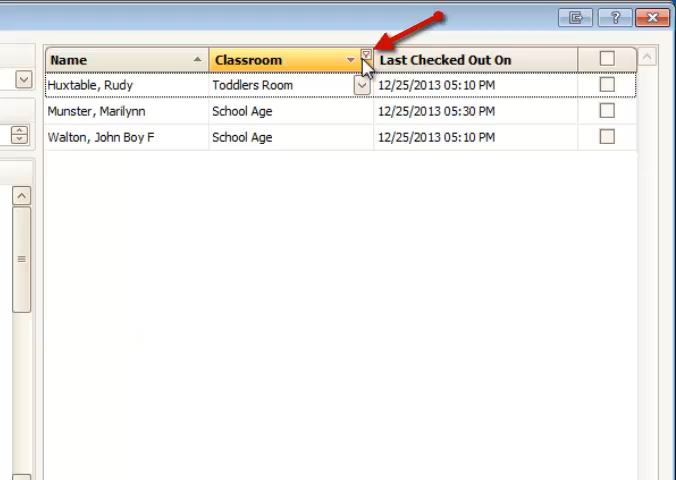 Name Classroom Last Checked Out On
Huxtable, Rudy Toddlers Room 12/25/2013 05:10 PM
Munster, Marilynn School Age 12/25/2013 05:30 PM
Walton, John Boy F School Age 12/25/2013 05:10 PM